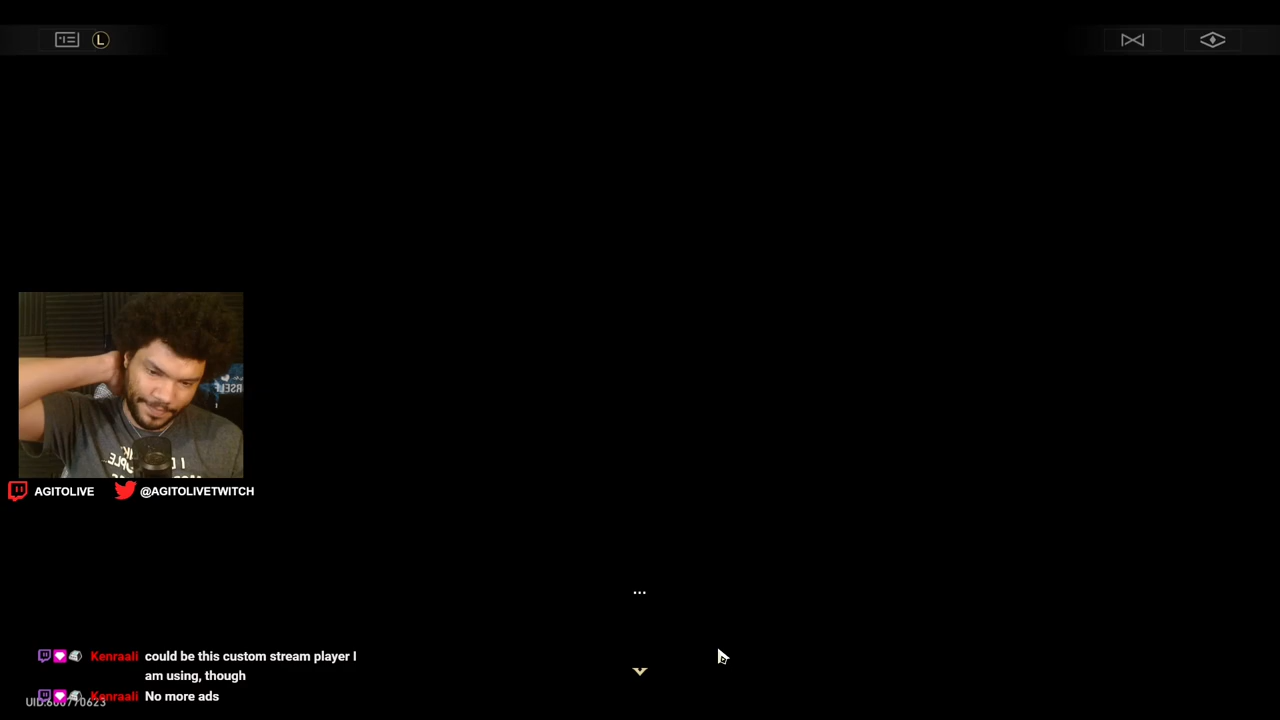 L
AGITOLIVE
@AGITOLIVETWITCH
...
Kenraali could be this custom stream player I
am using, though
Kenraali No more ads